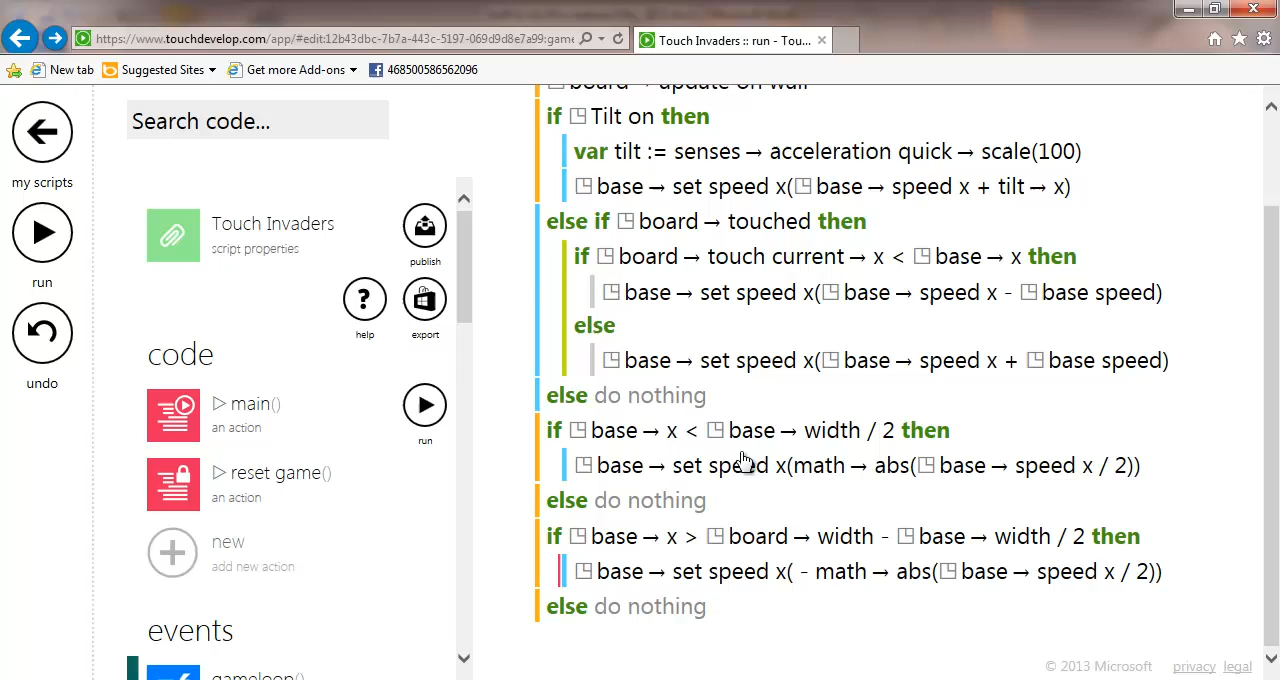 https://www.touchdevelop.com/app/#edit:12b43dbc-7b7a-443c-5197-069d9d8e7a99:game
Touch Invaders :: run - Tou...
New tab
Suggested Sites
Get more Add-ons
468500586562096
my scripts
run
undo
Search code...
Touch Invaders
script properties
publish
help
export
code
▷ main()
an action
run
▷ reset game()
an action
new
add new action
events
gameloop()
board → update on wall
if Tilt on then
var tilt := senses → acceleration quick → scale(100)
base → set speed x(base → speed x + tilt → x)
else if board → touched then
if board → touch current → x < base → x then
base → set speed x(base → speed x - base speed)
else
base → set speed x(base → speed x + base speed)
else do nothing
if base → x < base → width / 2 then
base → set speed x(math → abs(base → speed x / 2))
else do nothing
if base → x > board → width - base → width / 2 then
base → set speed x( - math → abs(base → speed x / 2))
else do nothing
© 2013 Microsoft privacy legal